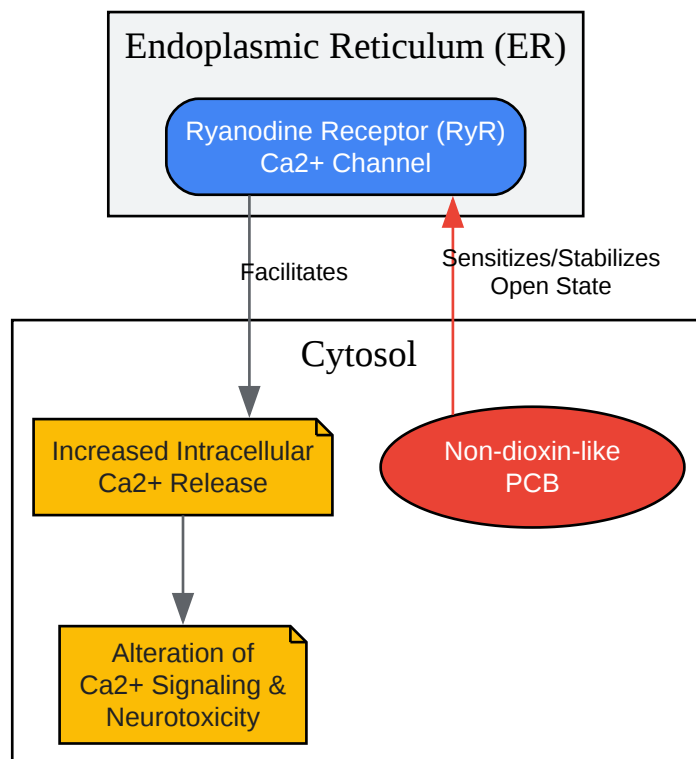 Endoplasmic Reticulum (ER)
Ryanodine Receptor (RyR)
Ca2+ Channel
Facilitates
Sensitizes/Stabilizes
Open State
Cytosol
Increased Intracellular
Ca2+ Release
Non-dioxin-like
PCB
Alteration of
Ca2+ Signaling &
Neurotoxicity